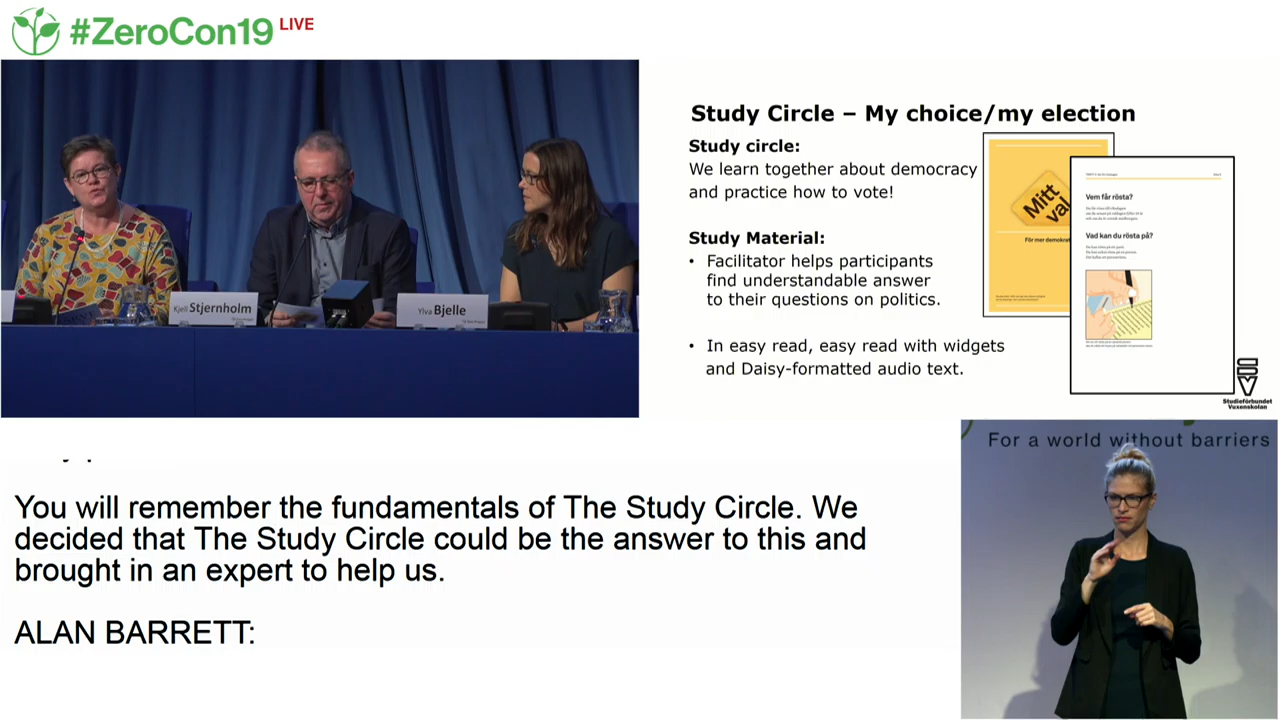 #ZeroCon19 LIVE
Kjell Stjernholm
Ylva Bjelle
Study Circle – My choice/my election
Study circle:
We learn together about democracy
and practice how to vote!
Study Material:
• Facilitator helps participants
find understandable answer
to their questions on politics.
• In easy read, easy read with widgets
and Daisy-formatted audio text.
Mitt
val
För mer demokrat
Vem får rösta?
Vad kan du rösta på?
Studieförbundet
Vuxenskolan
You will remember the fundamentals of The Study Circle. We
decided that The Study Circle could be the answer to this and
brought in an expert to help us.
ALAN BARRETT:
For a world without barriers